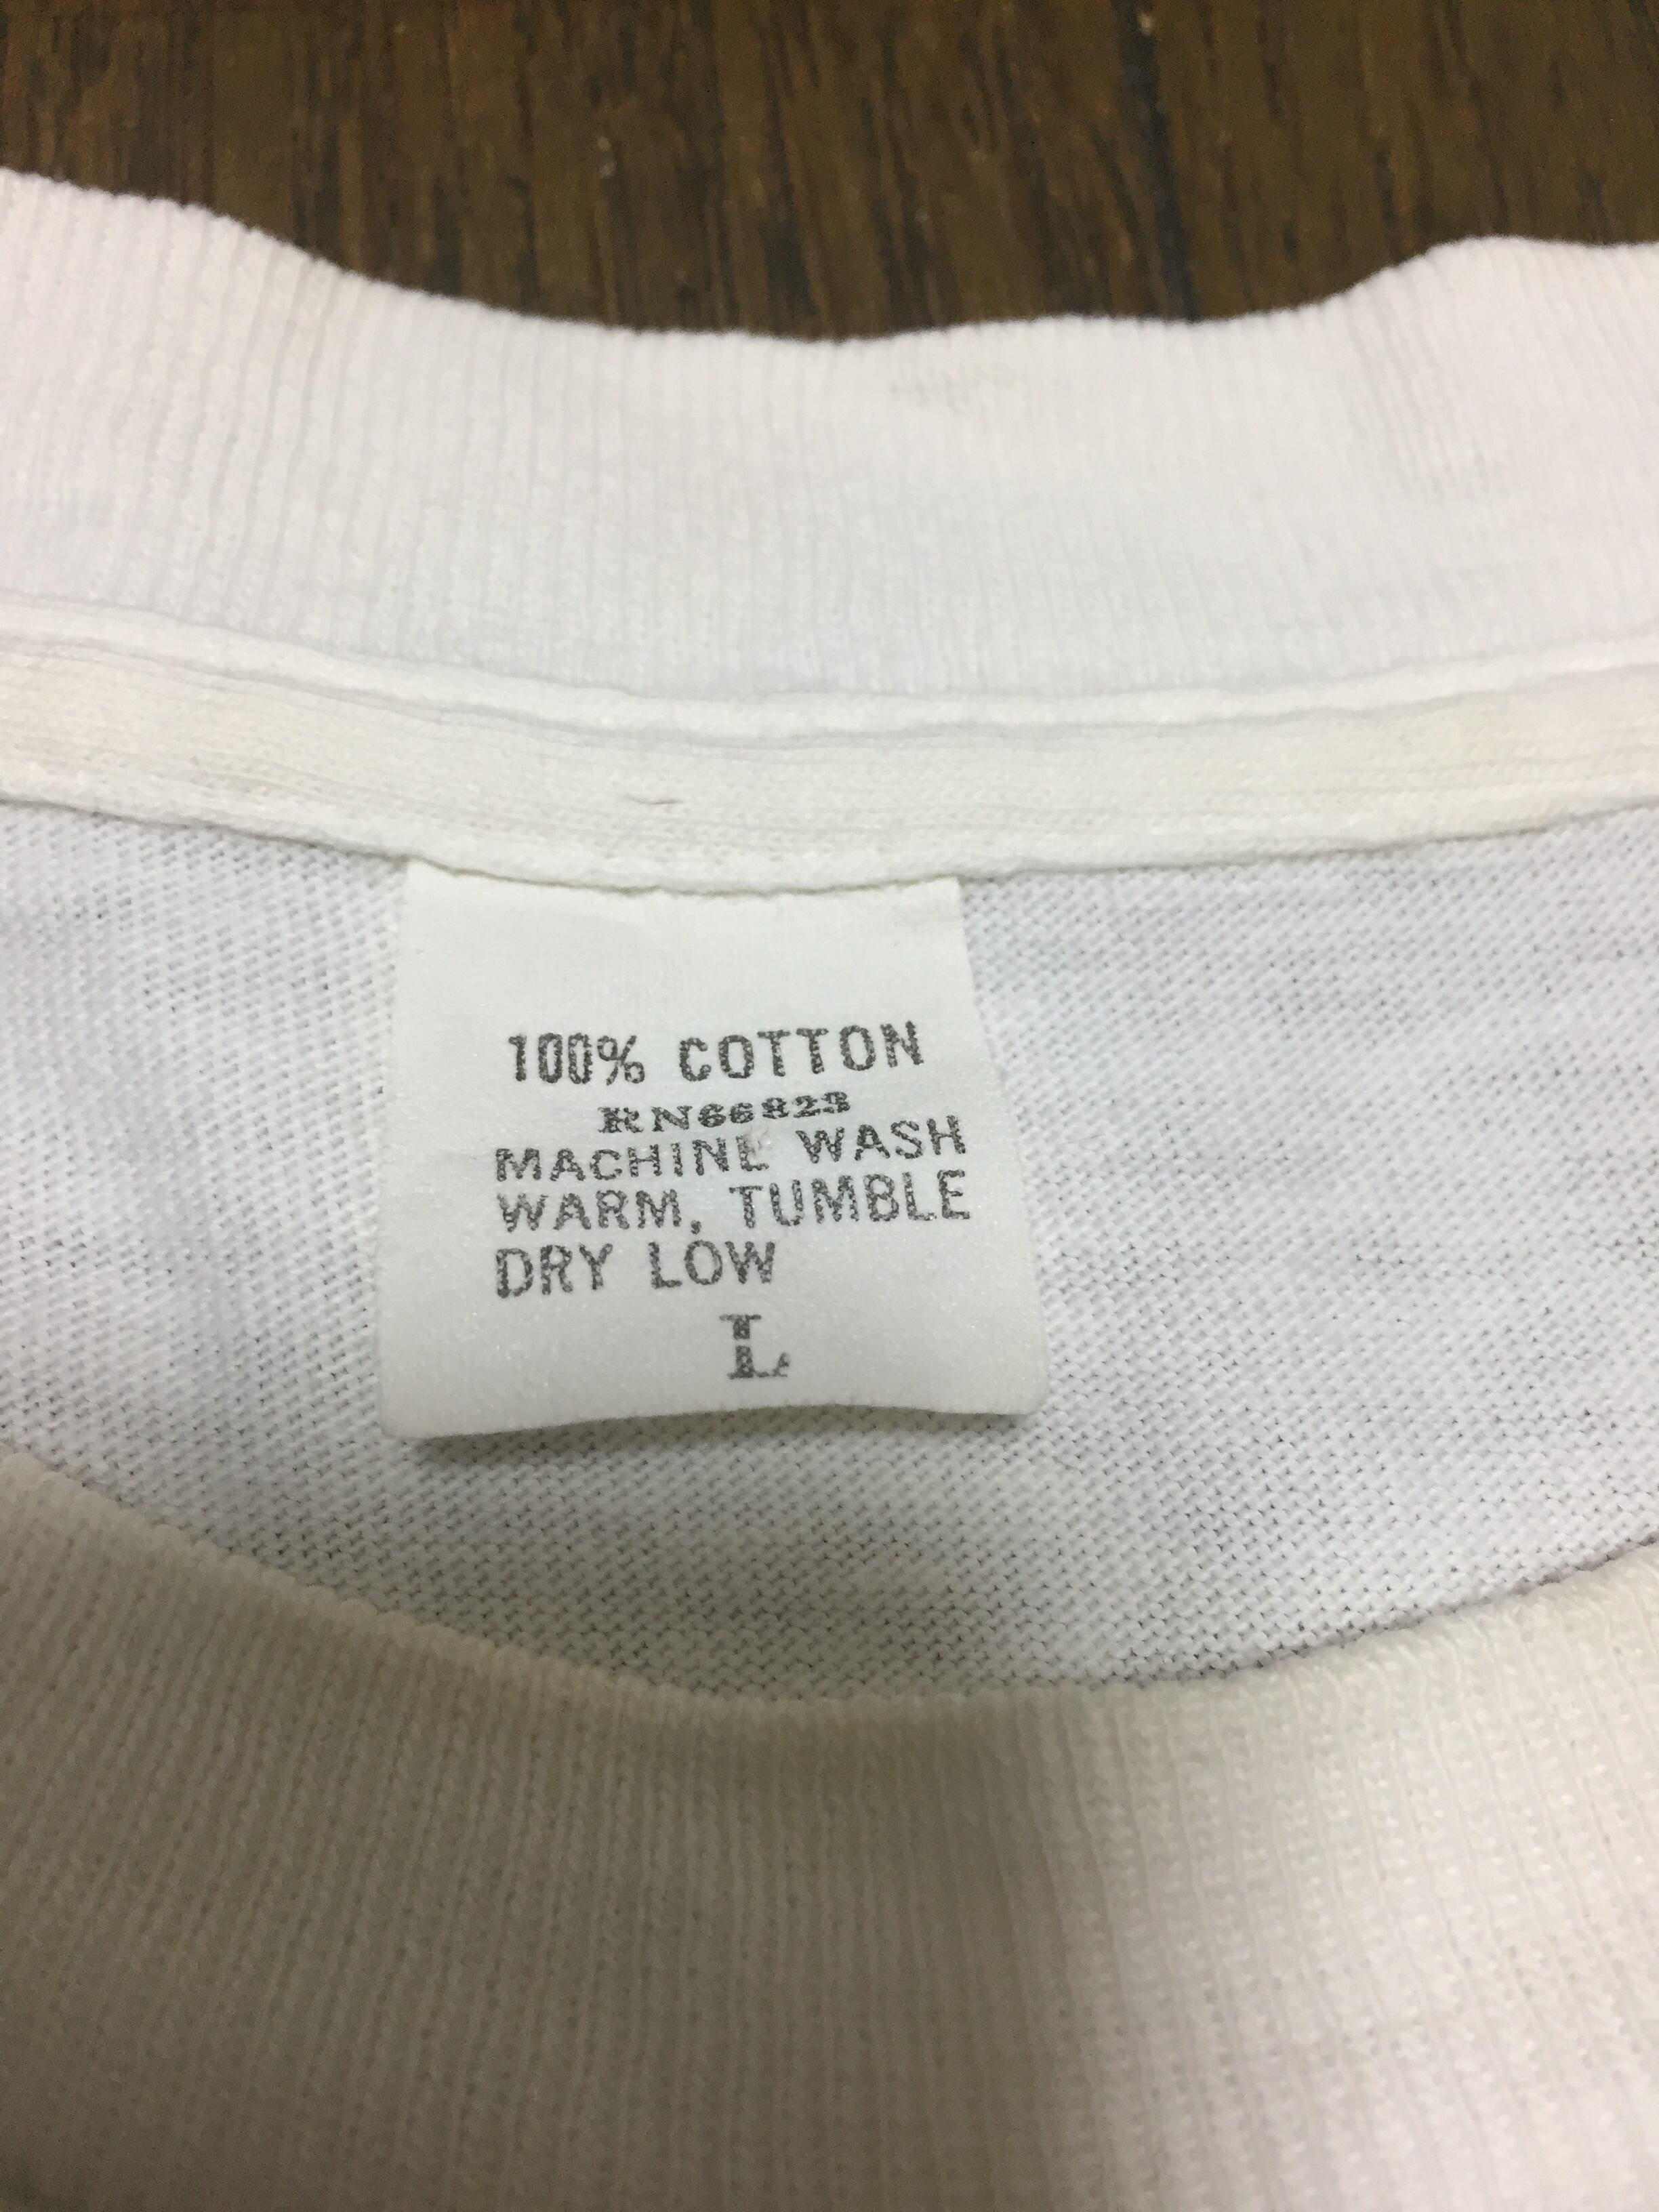 100% COTTON
RN66823
MACHINE WASH
WARM, TUMBLE
DRY LOW
L